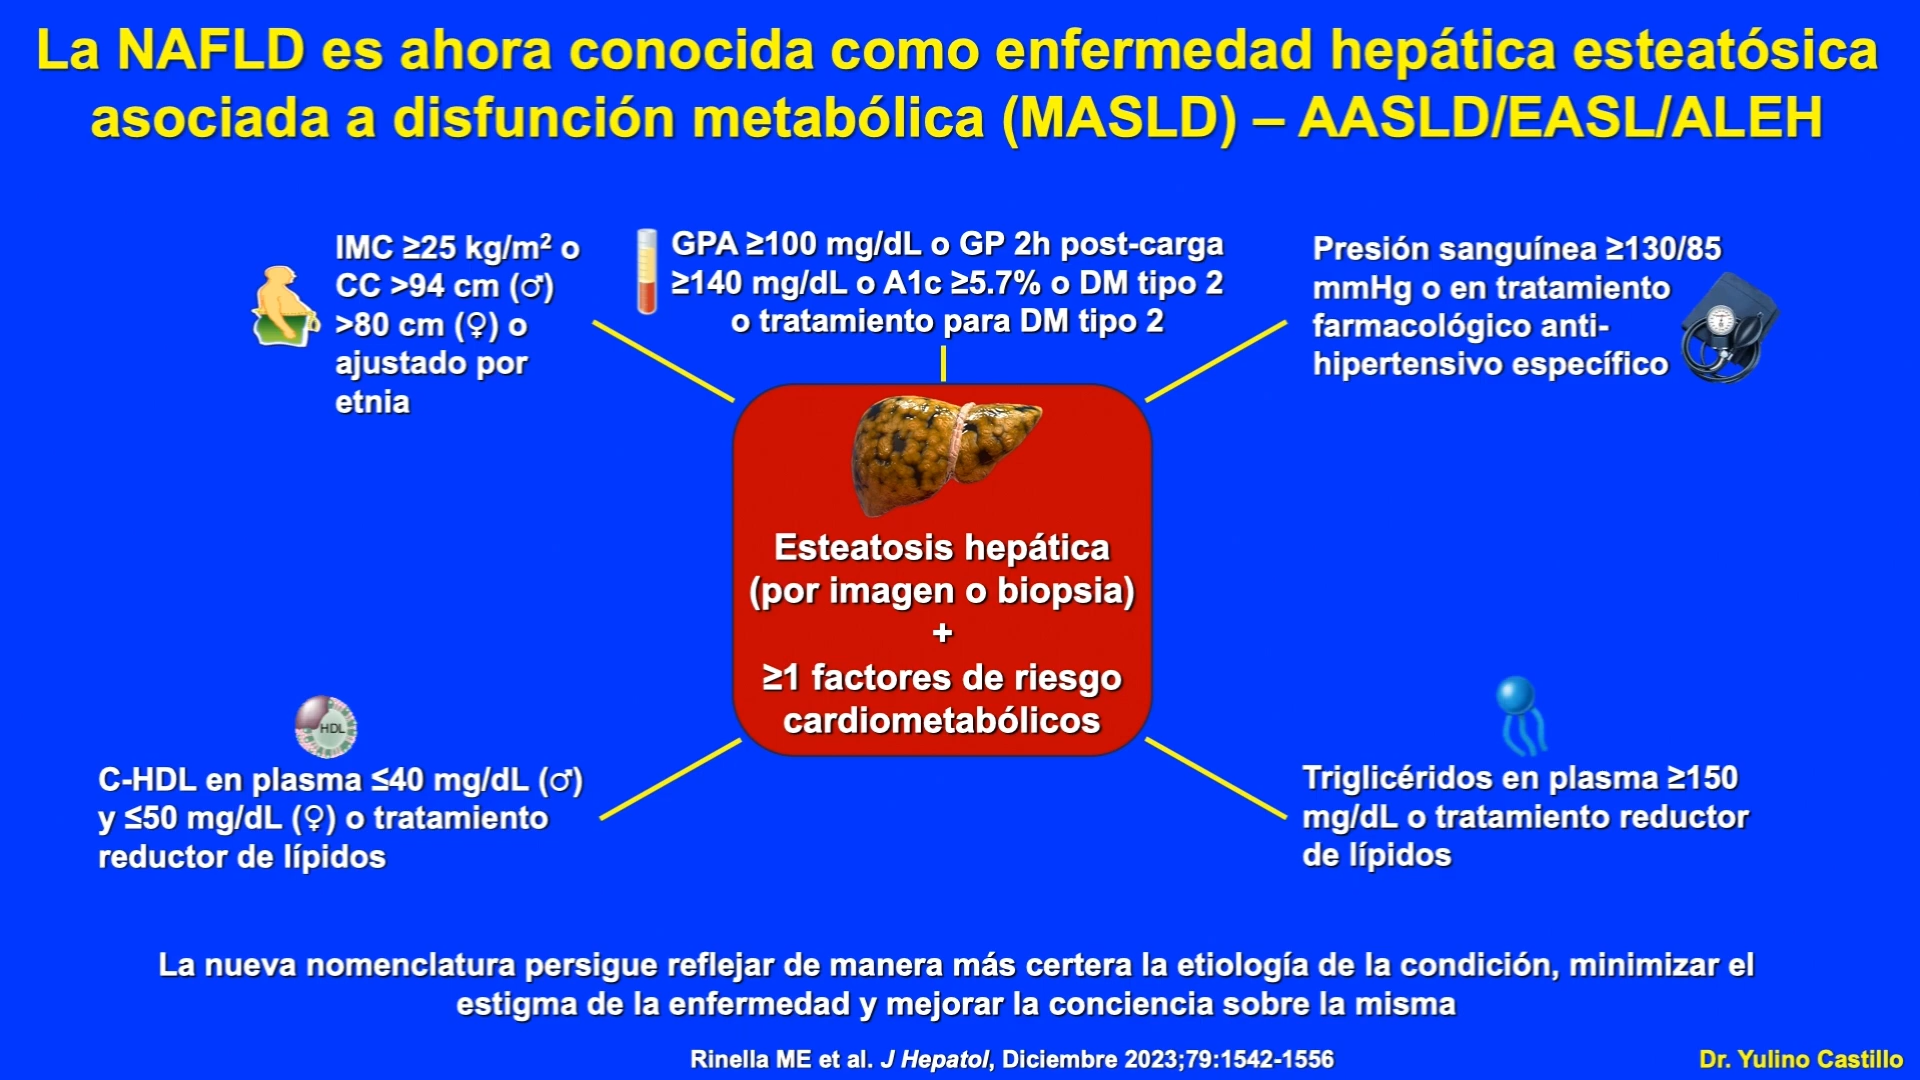 La NAFLD es ahora conocida como enfermedad hepática esteatósica
asociada a disfunción metabólica (MASLD) – AASLD/EASL/ALEH
IMC ≥25 kg/m² o
CC >94 cm (♂)
>80 cm (♀) o
ajustado por
etnia
GPA ≥100 mg/dL o GP 2h post-carga
≥140 mg/dL o A1c ≥5.7% o DM tipo 2
o tratamiento para DM tipo 2
Presión sanguínea ≥130/85
mmHg o en tratamiento
farmacológico anti-
hipertensivo específico
Esteatosis hepática
(por imagen o biopsia)
+
≥1 factores de riesgo
cardiometabólicos
HDL
C-HDL en plasma ≤40 mg/dL (♂)
y ≤50 mg/dL (♀) o tratamiento
reductor de lípidos
Triglicéridos en plasma ≥150
mg/dL o tratamiento reductor
de lípidos
La nueva nomenclatura persigue reflejar de manera más certera la etiología de la condición, minimizar el
estigma de la enfermedad y mejorar la conciencia sobre la misma
Rinella ME et al. J Hepatol, Diciembre 2023;79:1542-1556
Dr. Yulino Castillo